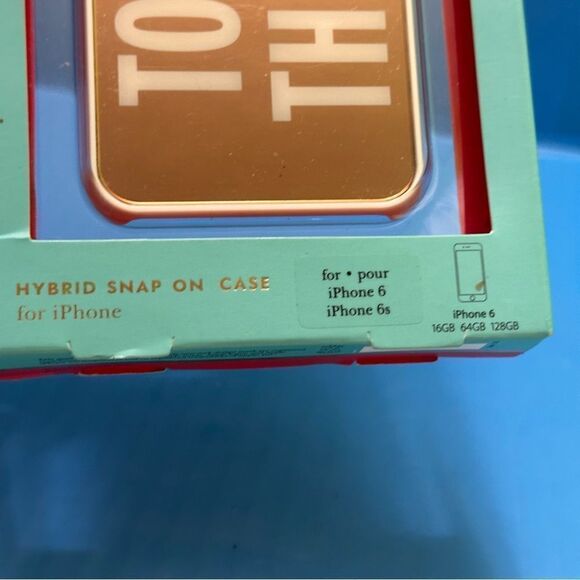 TO
TH
HYBRID SNAP ON CASE
for iPhone
for • pour
iPhone 6
iPhone 6s
iPhone 6
16GB 64GB 128GB